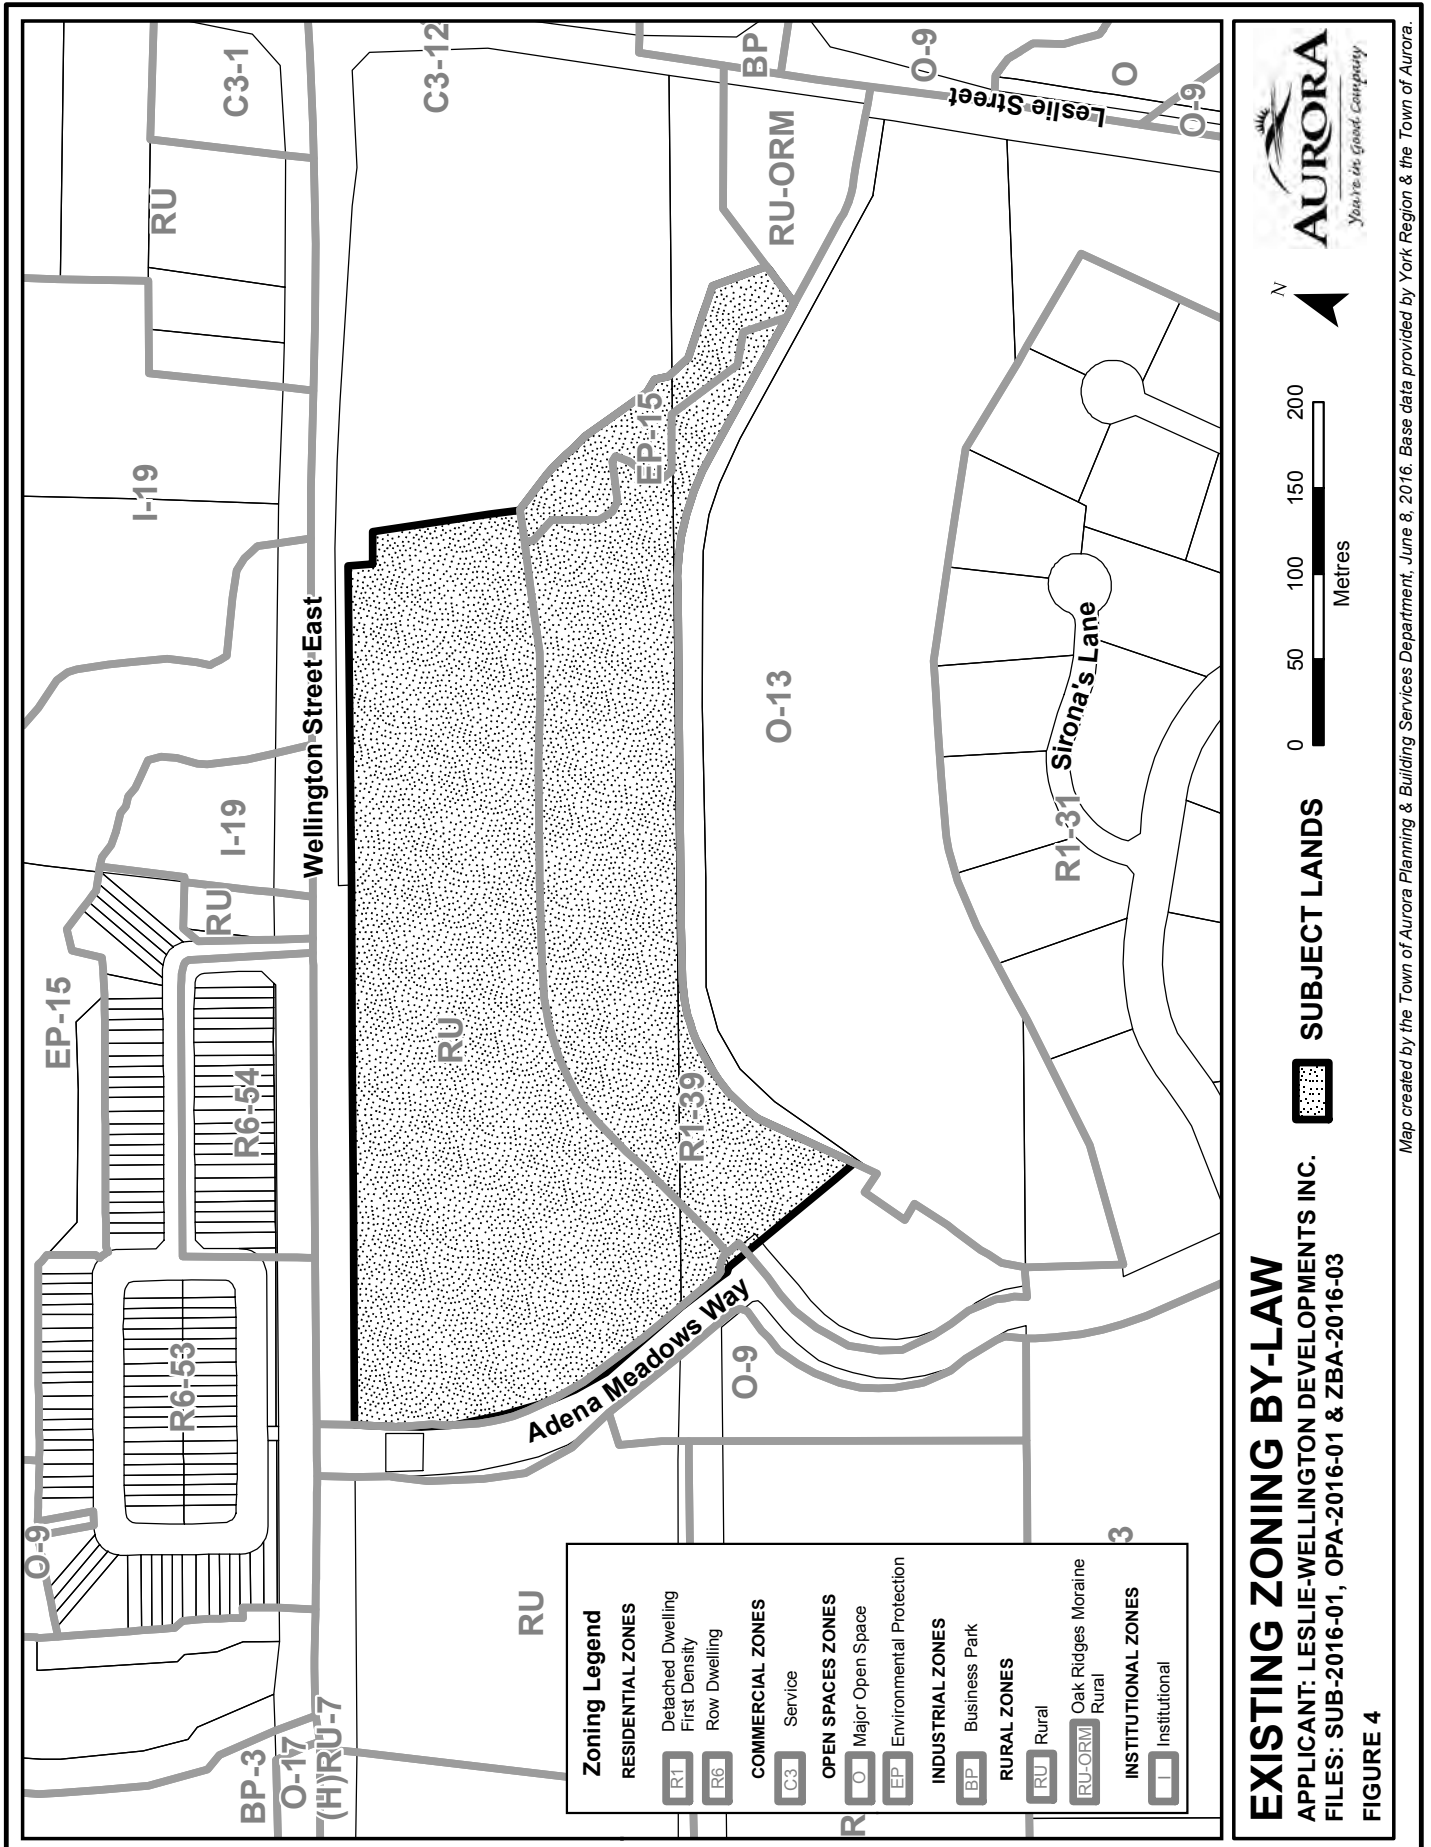 BP-3
O-17
(H)RU-7
O-9
R6-53
R6-54
EP-15
RU
I-19
I-19
RU
C3-1
Wellington Street East
C3-12
RU
RU
R1-39
EP-15
RU-ORM
BP
O-9
O
O-9
Leslie Street
Adena Meadows Way
O-9
O-13
Sirona's Lane
R1-31
R
3
Zoning Legend
RESIDENTIAL ZONES
R1 Detached Dwelling
First Density
R6 Row Dwelling
COMMERCIAL ZONES
C3 Service
OPEN SPACES ZONES
O Major Open Space
EP Environmental Protection
INDUSTRIAL ZONES
BP Business Park
RURAL ZONES
RU Rural
RU-ORM Oak Ridges Moraine
Rural
INSTITUTIONAL ZONES
I Institutional
EXISTING ZONING BY-LAW
APPLICANT: LESLIE-WELLINGTON DEVELOPMENTS INC.
FILES: SUB-2016-01, OPA-2016-01 & ZBA-2016-03
FIGURE 4
SUBJECT LANDS
0 50 100 150 200
Metres
N
AURORA
You're in Good Company
Map created by the Town of Aurora Planning & Building Services Department, June 8, 2016. Base data provided by York Region & the Town of Aurora.